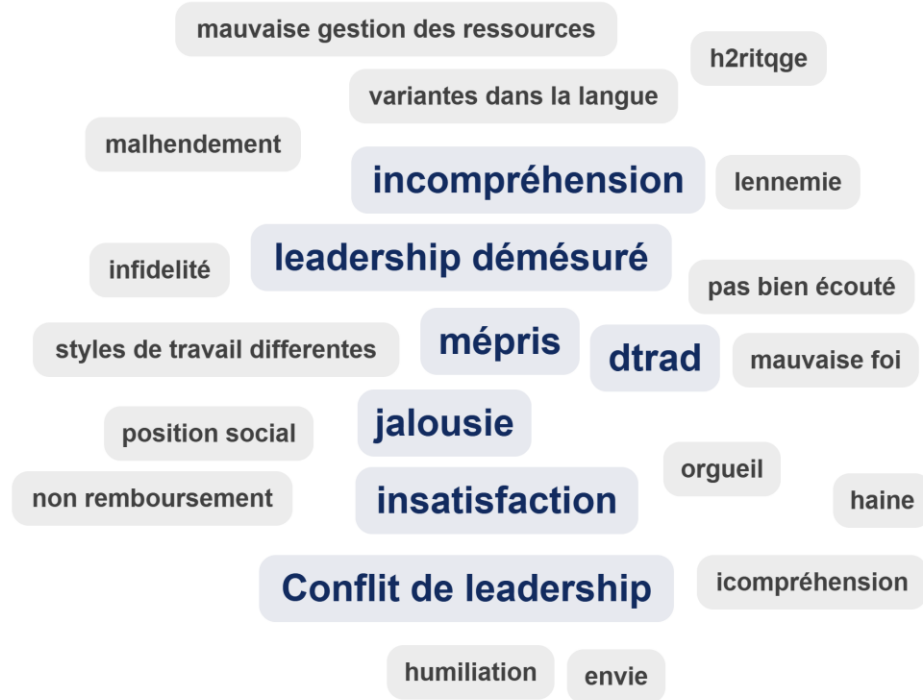 mauvaise gestion des ressources
h2ritqge
variantes dans la langue
malhendement
incompréhension
lennemie
leadership démésuré
infidelité
pas bien écouté
styles de travail differentes
mépris
dtrad
mauvaise foi
jalousie
position social
orgueil
non remboursement
insatisfaction
haine
Conflit de leadership
icompréhension
humiliation
envie